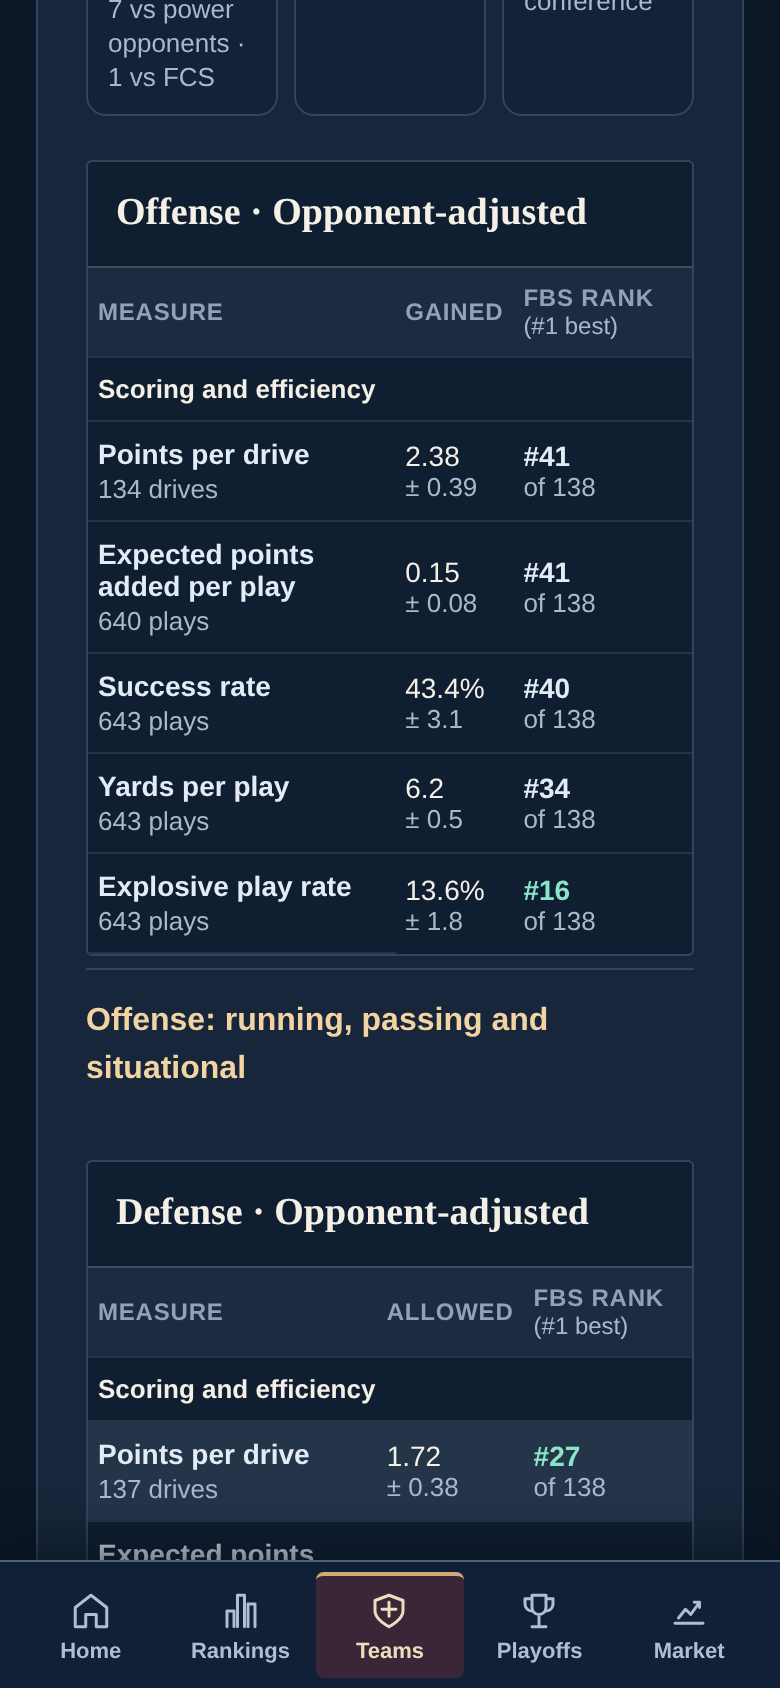 7 vs power
opponents ·
1 vs FCS
conference
Offense · Opponent-adjusted
MEASURE GAINED FBS RANK
(#1 best)
Scoring and efficiency
Points per drive 2.38 #41
134 drives ± 0.39 of 138
Expected points
added per play 0.15 #41
640 plays ± 0.08 of 138
Success rate 43.4% #40
643 plays ± 3.1 of 138
Yards per play 6.2 #34
643 plays ± 0.5 of 138
Explosive play rate 13.6% #16
643 plays ± 1.8 of 138
Offense: running, passing and
situational
Defense · Opponent-adjusted
MEASURE ALLOWED FBS RANK
(#1 best)
Scoring and efficiency
Points per drive 1.72 #27
137 drives ± 0.38 of 138
Expected points
Home Rankings Teams Playoffs Market